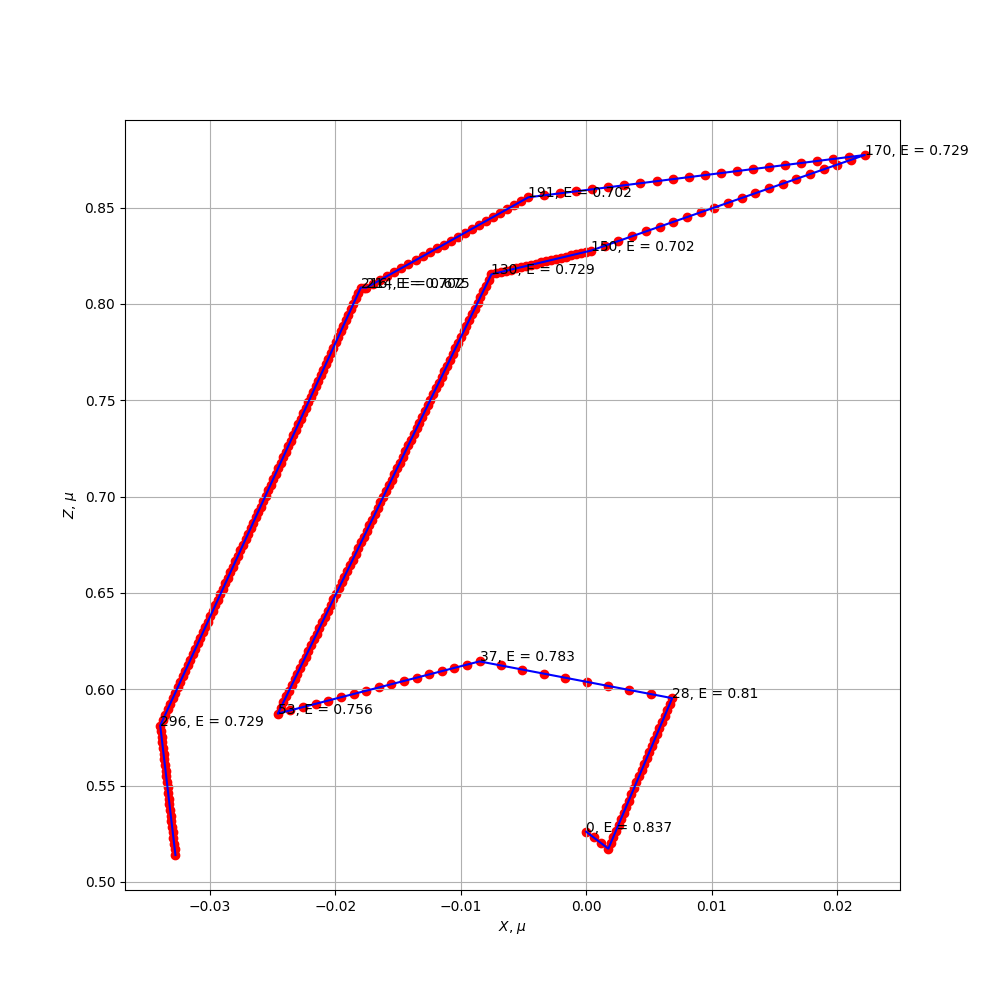 170, E = 0.729
191, E = 0.702
150, E = 0.702
130, E = 0.729
0.85
0.80
0.75
0.70
0.65
0.60
0.55
0.50
37, E = 0.783
28, E = 0.81
53, E = 0.756
296, E = 0.729
0, E = 0.837
−0.03
−0.02
−0.01
0.00
0.01
0.02
X, μ
Z, μ